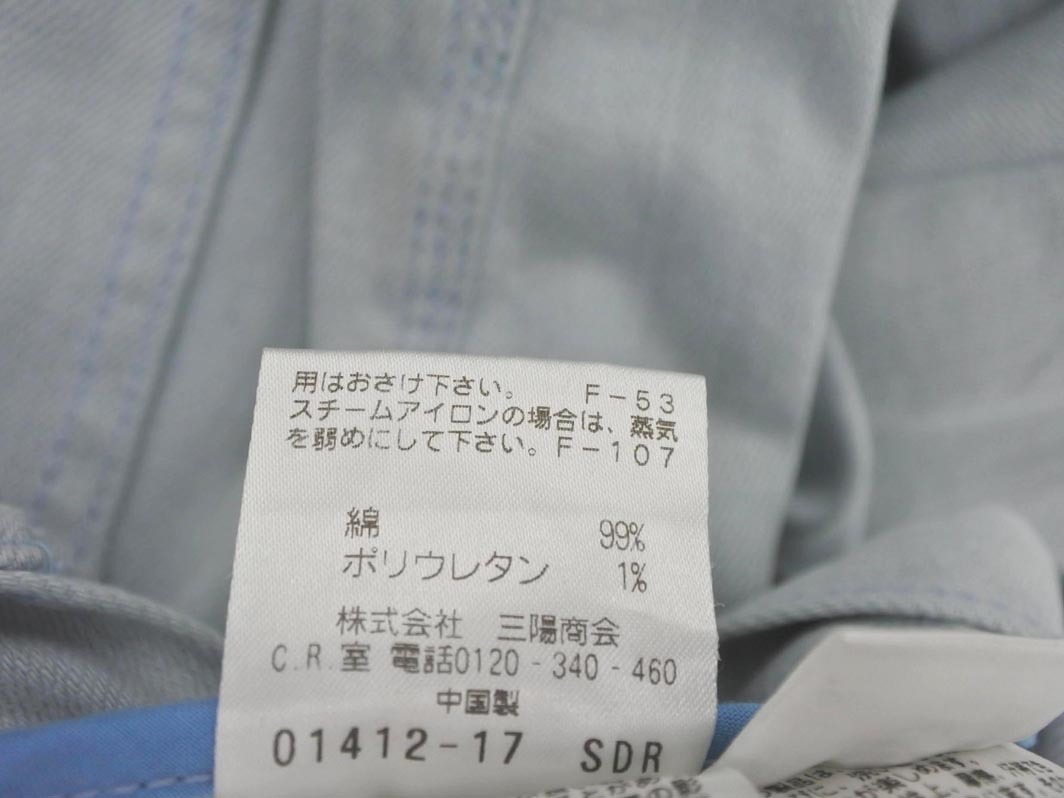 用はおさけ下さい。 F-53
スチームアイロンの場合は、蒸気
を弱めにして下さい。F-107
綿 99%
ポリウレタン 1%
株式会社 三陽商会
C.R.室 電話0120-340-460
中国製
01412-17 SDR